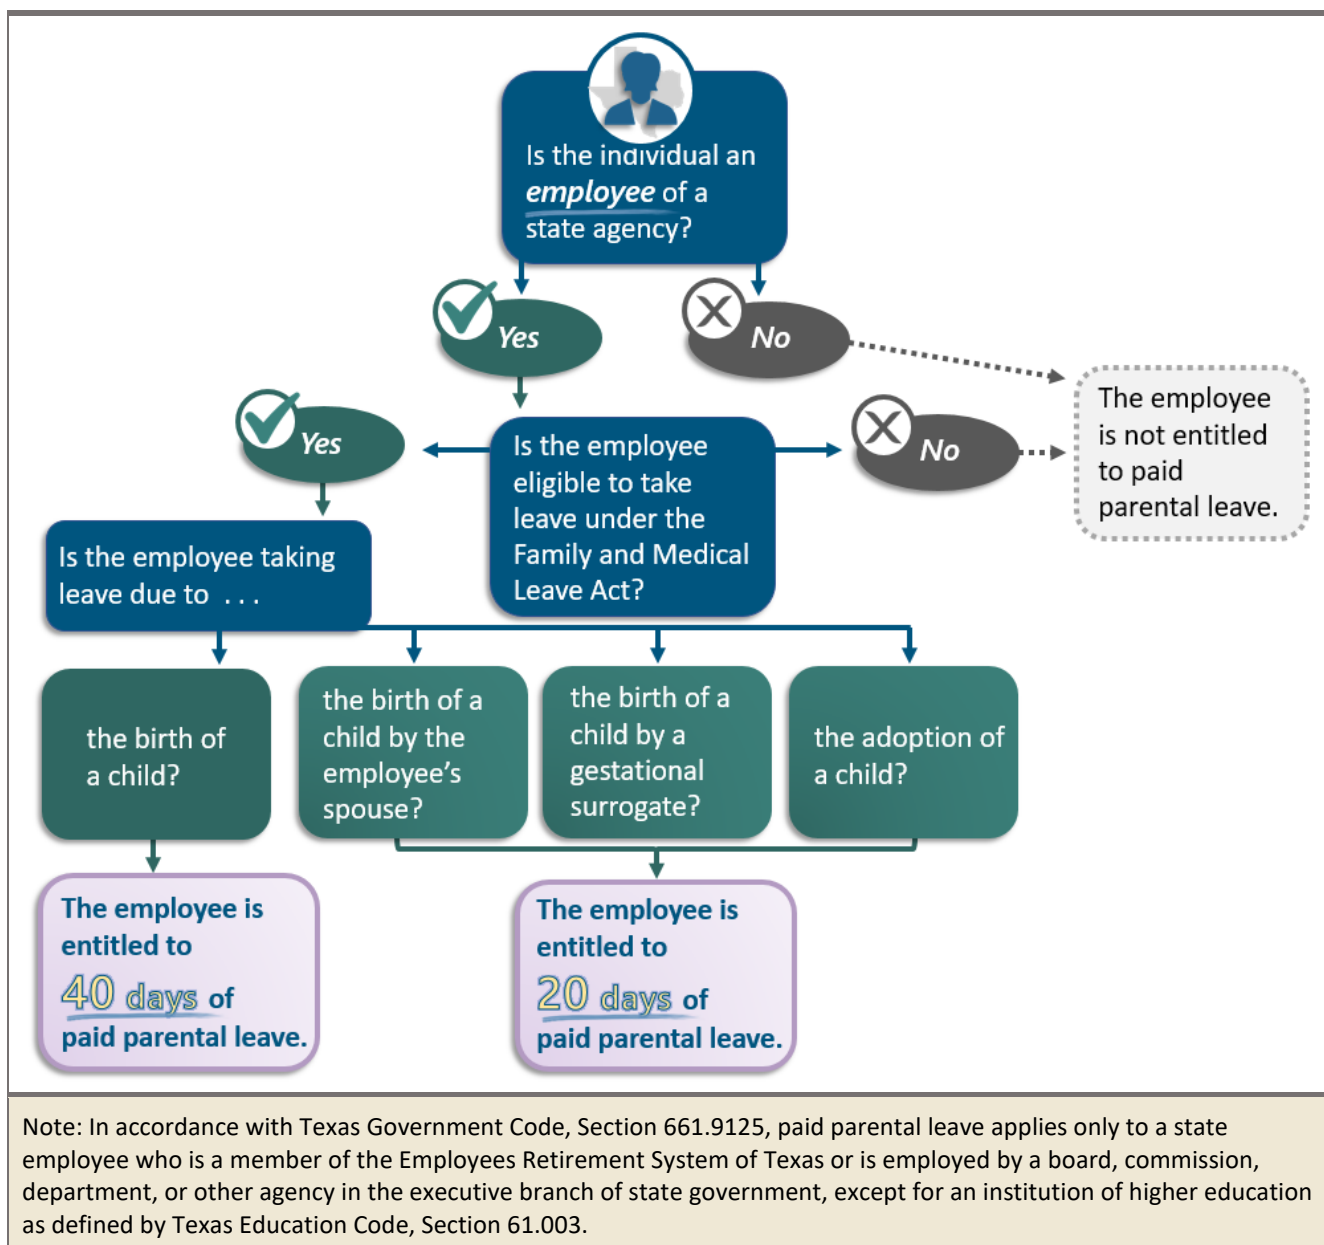 Is the individual an
employee of a
state agency?
Yes
No
Yes
Is the employee
eligible to take
leave under the
Family and Medical
Leave Act?
No
The employee
is not entitled
to paid
parental leave.
Is the employee taking
leave due to . . .
the birth of
a child?
the birth of a
child by the
employee's
spouse?
the birth of a
child by a
gestational
surrogate?
the adoption of
a child?
The employee is
entitled to
40 days of
paid parental leave.
The employee is
entitled to
20 days of
paid parental leave.
Note: In accordance with Texas Government Code, Section 661.9125, paid parental leave applies only to a state
employee who is a member of the Employees Retirement System of Texas or is employed by a board, commission,
department, or other agency in the executive branch of state government, except for an institution of higher education
as defined by Texas Education Code, Section 61.003.